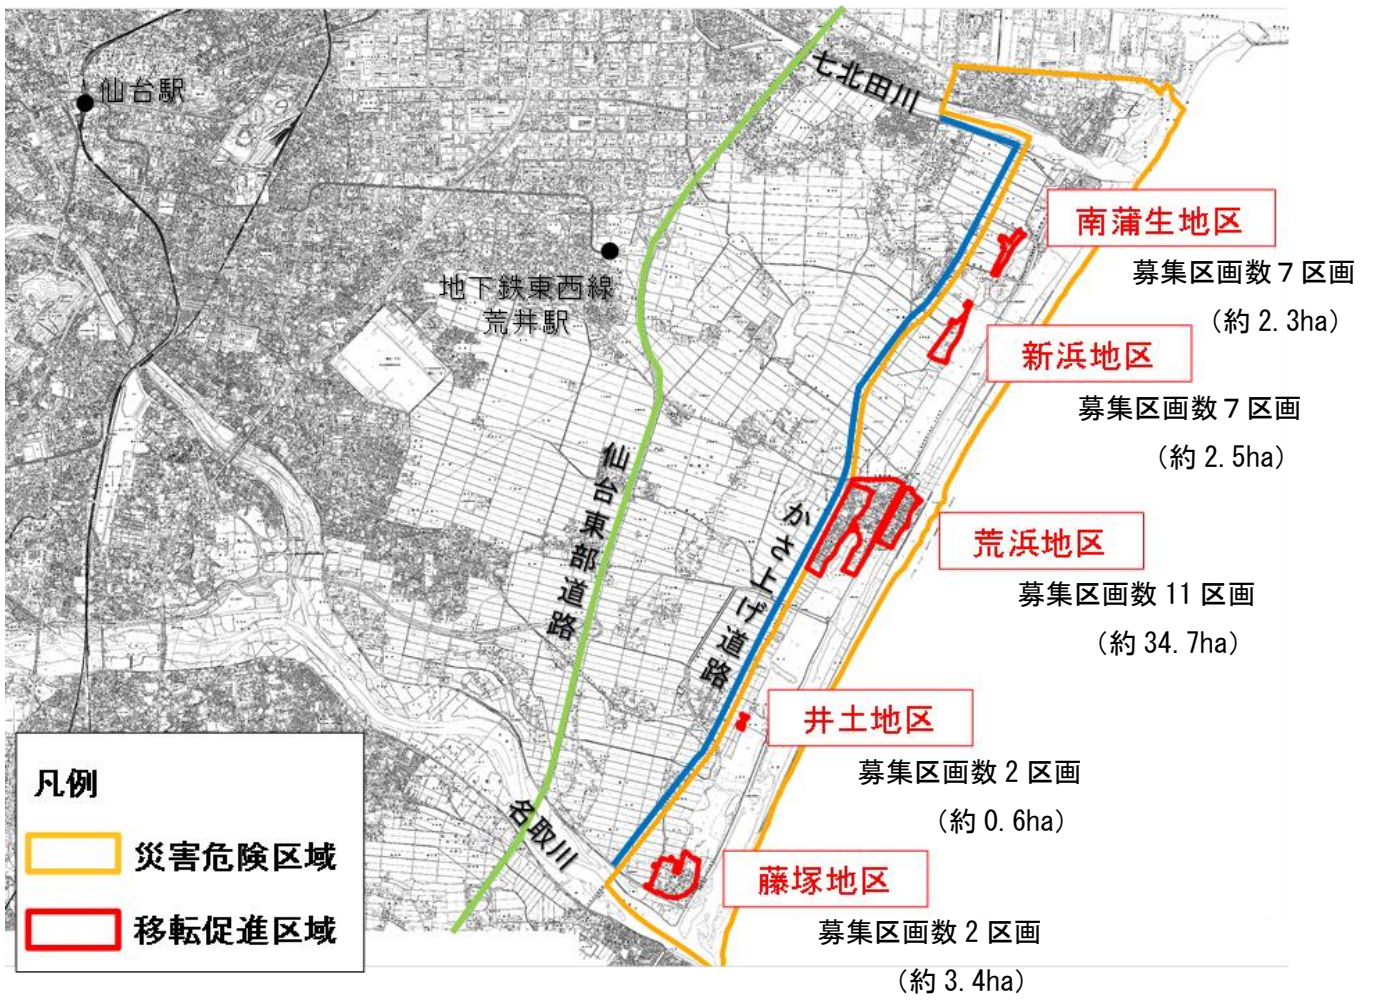 仙台駅
七北田川
地下鉄東西線
荒井駅
南蒲生地区
募集区画数７区画
（約 2.3ha）
新浜地区
募集区画数７区画
（約 2.5ha）
仙台東部道路
かさ上げ道路
荒浜地区
募集区画数 11 区画
（約 34.7ha）
井土地区
募集区画数 2 区画
（約 0.6ha）
名取川
藤塚地区
募集区画数 2 区画
（約 3.4ha）
凡例
災害危険区域
移転促進区域